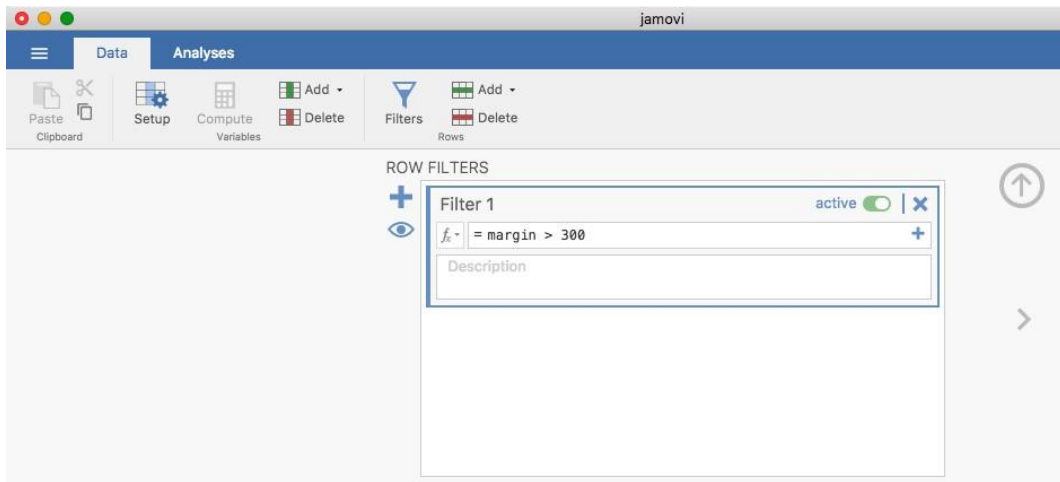 jamovi
Data Analyses
Paste Setup Compute Add Delete Filters Add Delete
Clipboard Variables Rows
ROW FILTERS
Filter 1 active
fx = margin > 300
Description